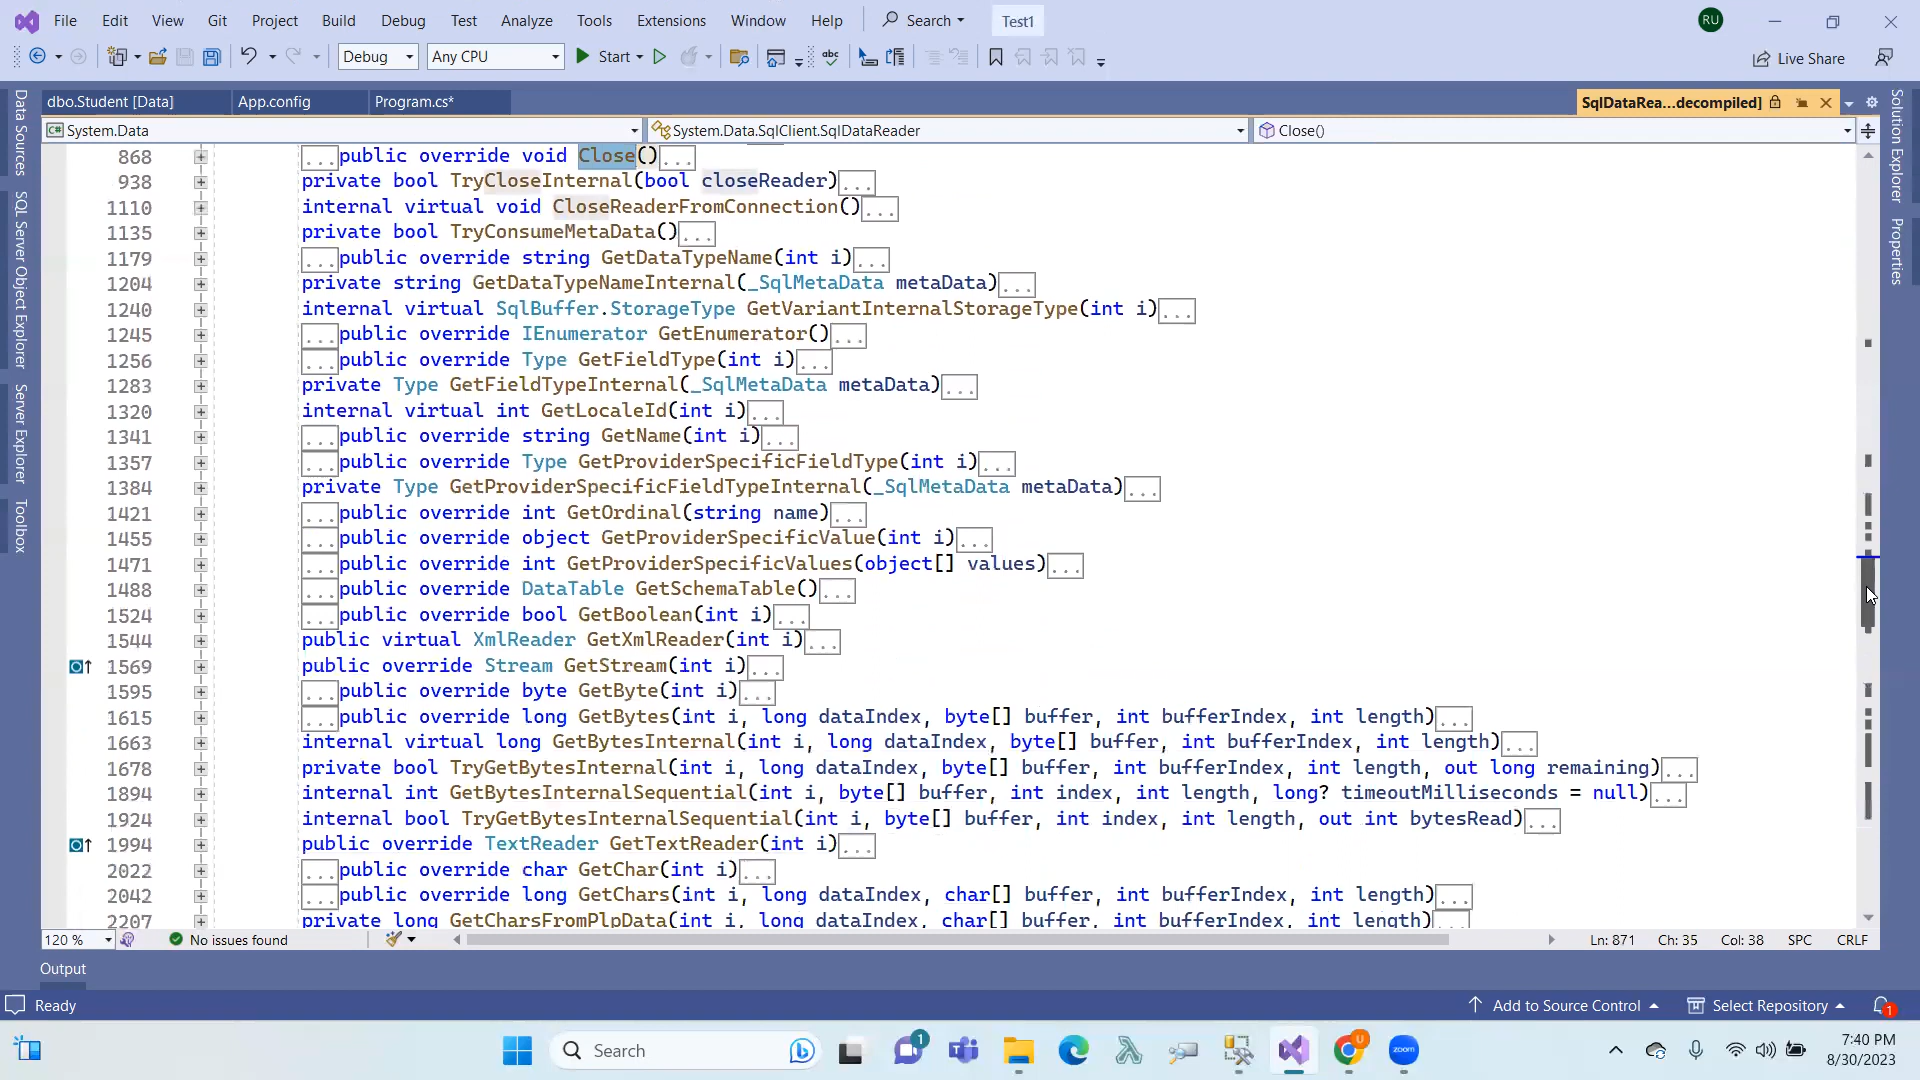 File Edit View Git Project Build Debug Test Analyze Tools Extensions Window Help Search Test1 RU
Debug Any CPU Start abc Live Share
dbo.Student [Data] App.config Program.cs* SqlDataRea...decompiled]
C# System.Data System.Data.SqlClient.SqlDataReader Close()
868 ...public override void Close()...
938 private bool TryCloseInternal(bool closeReader)...
1110 internal virtual void CloseReaderFromConnection()...
1135 private bool TryConsumeMetaData()...
1179 ...public override string GetDataTypeName(int i)...
1204 private string GetDataTypeNameInternal(_SqlMetaData metaData)...
1240 internal virtual SqlBuffer.StorageType GetVariantInternalStorageType(int i)...
1245 ...public override IEnumerator GetEnumerator()...
1256 ...public override Type GetFieldType(int i)...
1283 private Type GetFieldTypeInternal(_SqlMetaData metaData)...
1320 internal virtual int GetLocaleId(int i)...
1341 ...public override string GetName(int i)...
1357 ...public override Type GetProviderSpecificFieldType(int i)...
1384 private Type GetProviderSpecificFieldTypeInternal(_SqlMetaData metaData)...
1421 ...public override int GetOrdinal(string name)...
1455 ...public override object GetProviderSpecificValue(int i)...
1471 ...public override int GetProviderSpecificValues(object[] values)...
1488 ...public override DataTable GetSchemaTable()...
1524 ...public override bool GetBoolean(int i)...
1544 public virtual XmlReader GetXmlReader(int i)...
1569 public override Stream GetStream(int i)...
1595 ...public override byte GetByte(int i)...
1615 ...public override long GetBytes(int i, long dataIndex, byte[] buffer, int bufferIndex, int length)...
1663 internal virtual long GetBytesInternal(int i, long dataIndex, byte[] buffer, int bufferIndex, int length)...
1678 private bool TryGetBytesInternal(int i, long dataIndex, byte[] buffer, int bufferIndex, int length, out long remaining)...
1894 internal int GetBytesInternalSequential(int i, byte[] buffer, int index, int length, long? timeoutMilliseconds = null)...
1924 internal bool TryGetBytesInternalSequential(int i, byte[] buffer, int index, int length, out int bytesRead)...
1994 public override TextReader GetTextReader(int i)...
2022 ...public override char GetChar(int i)...
2042 ...public override long GetChars(int i, long dataIndex, char[] buffer, int bufferIndex, int length)...
2207 private long GetCharsFromPlpData(int i, long dataIndex, char[] buffer, int bufferIndex, int length)...
Data Sources
SQL Server Object Explorer
Server Explorer
Toolbox
Solution Explorer
Properties
120 % No issues found Ln: 871 Ch: 35 Col: 38 SPC CRLF
Output
Ready Add to Source Control Select Repository 1
Search 1 U zoom 7:40 PM
8/30/2023